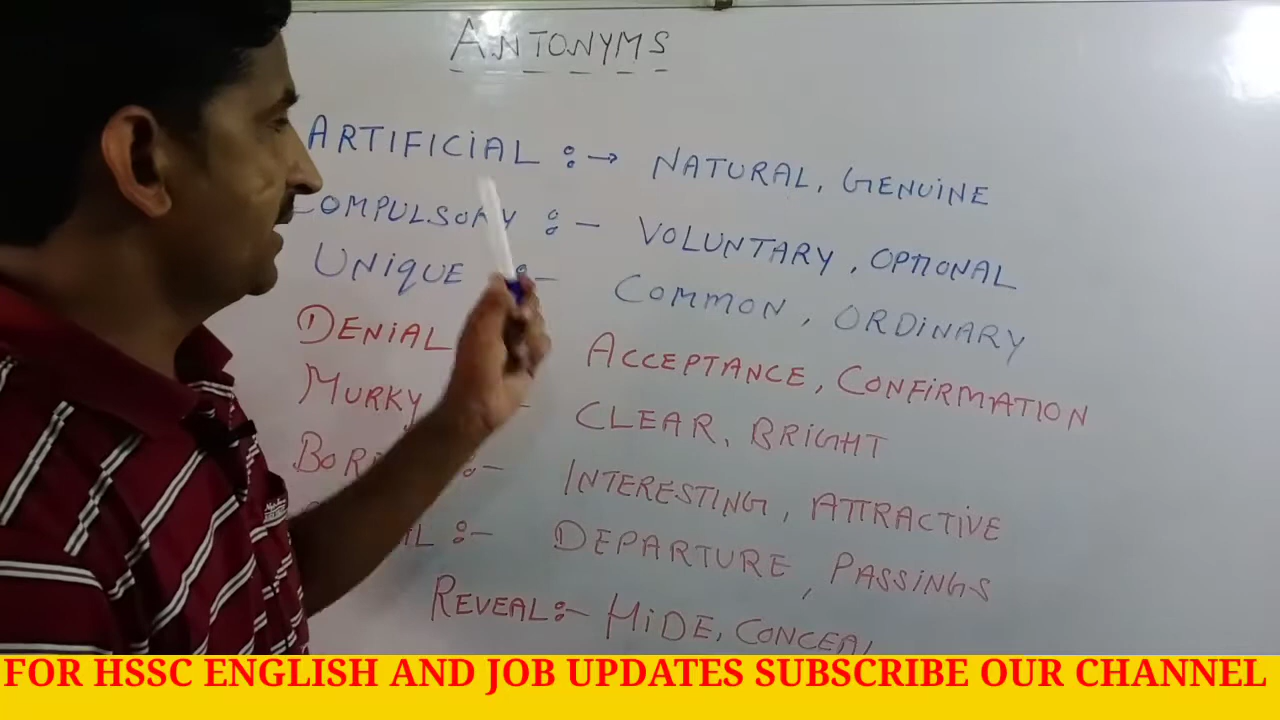 ANTONYMS
ARTIFICIAL :→ NATURAL, GENUINE
COMPULSORY :- VOLUNTARY, OPTIONAL
UNIQUE :- COMMON, ORDINARY
DENIAL ACCEPTANCE, CONFIRMATION
MURKY - CLEAR, BRIGHT
:- INTERESTING, ATTRACTIVE
:- DEPARTURE, PASSINGS
REVEAL :- HIDE, CONCEAL
FOR HSSC ENGLISH AND JOB UPDATES SUBSCRIBE OUR CHANNEL